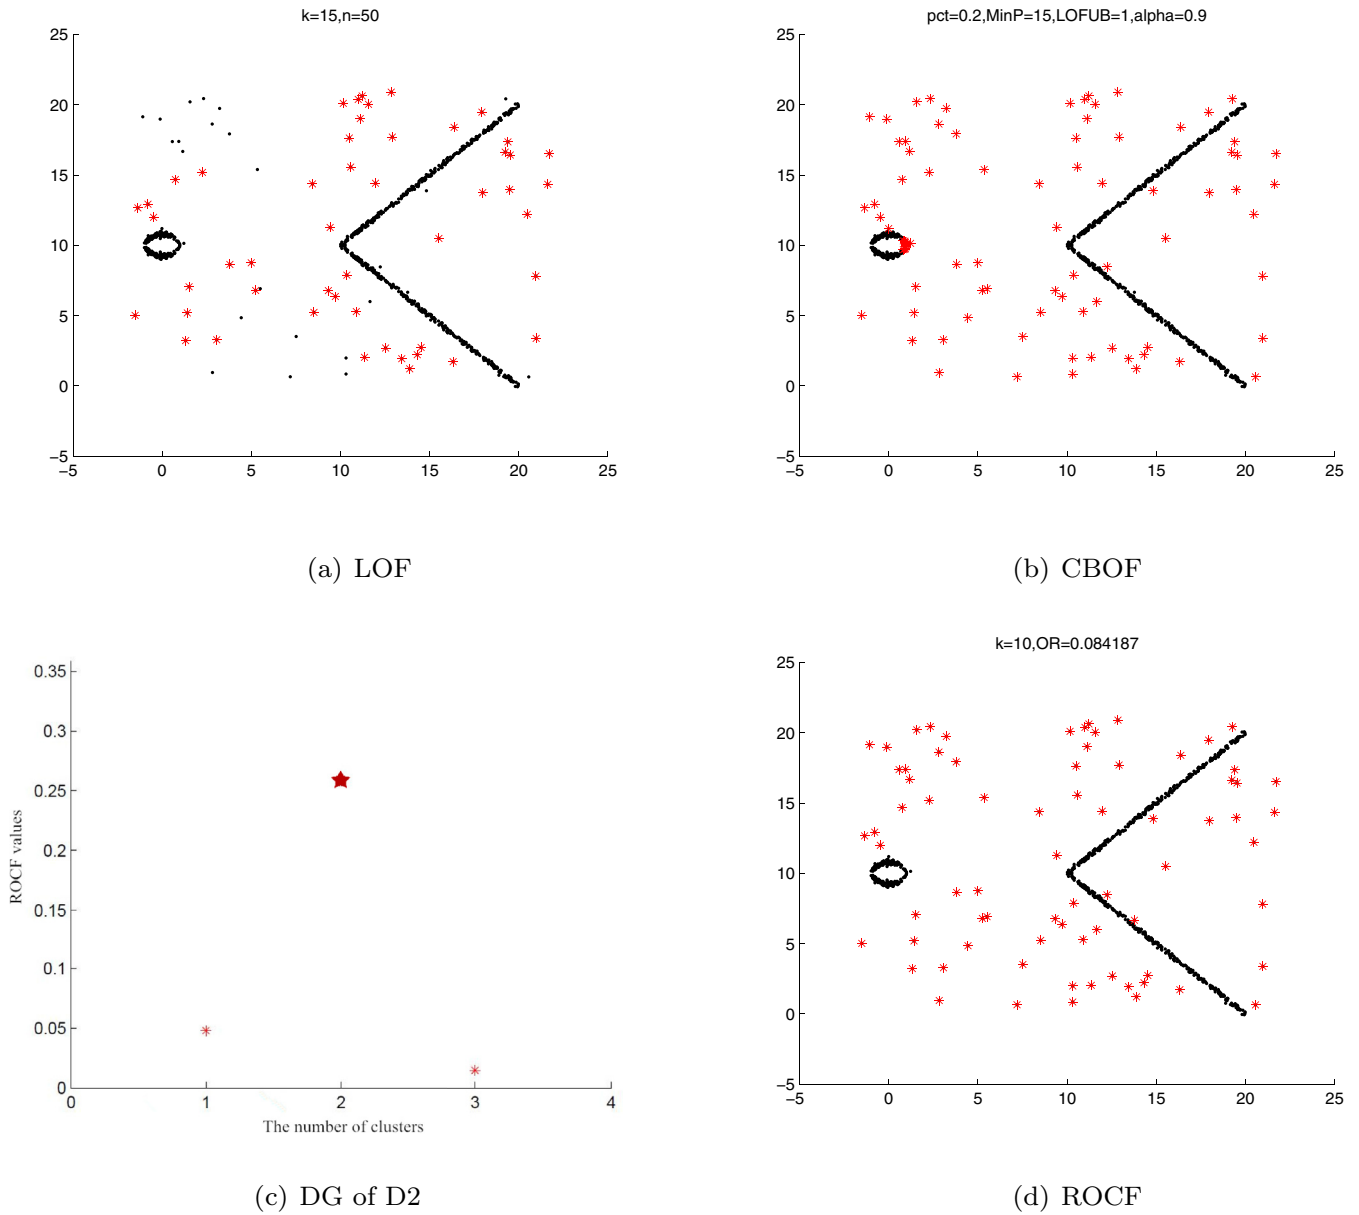 k=15,n=50
25
20
15
10
5
0
−5
−5 0 5 10 15 20 25
(a) LOF
pct=0.2,MinP=15,LOFUB=1,alpha=0.9
25
20
15
10
5
0
−5
−5 0 5 10 15 20 25
(b) CBOF
0.35
0.3
0.25
0.2
0.15
0.1
0.05
0
0 1 2 3 4
ROCF values
The number of clusters
(c) DG of D2
k=10,OR=0.084187
25
20
15
10
5
0
−5
−5 0 5 10 15 20 25
(d) ROCF